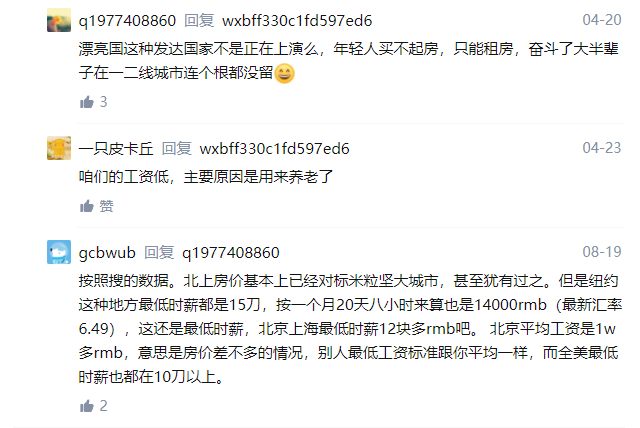 q1977408860 回复 wxbff330c1fd597ed6 04-20
漂亮国这种发达国家不是正在上演么，年轻人买不起房，只能租房，奋斗了大半辈
子在一二线城市连个根都没留😄
3
一只皮卡丘 回复 wxbff330c1fd597ed6 04-23
咱们的工资低，主要原因是用来养老了
赞
gcbwub 回复 q1977408860 08-19
按照搜的数据。北上房价基本上已经对标米粒坚大城市，甚至犹有过之。但是纽约
这种地方最低时薪都是15刀，按一个月20天八小时来算也是14000rmb（最新汇率
6.49），这还是最低时薪，北京上海最低时薪12块多rmb吧。 北京平均工资是1w
多rmb，意思是房价差不多的情况，别人最低工资标准跟你平均一样，而全美最低
时薪也都在10刀以上。
2